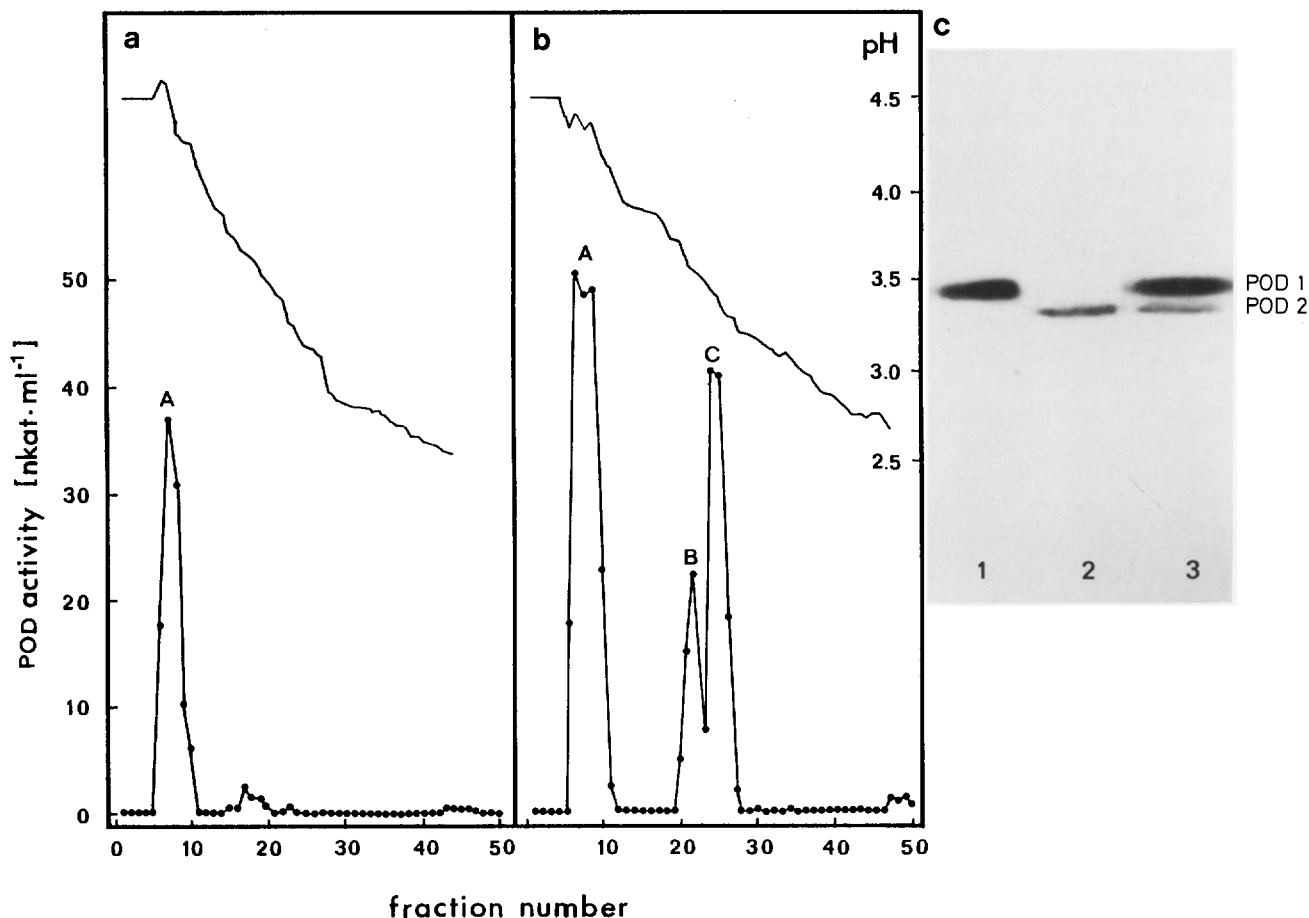 a
b
pH
c
4.5
4.0
3.5
3.0
2.5
50
40
30
20
10
0
POD activity [nkat·ml⁻¹]
A
A
B
C
0 10 20 30 40 50
10 20 30 40 50
fraction number
POD 1
POD 2
1 2 3